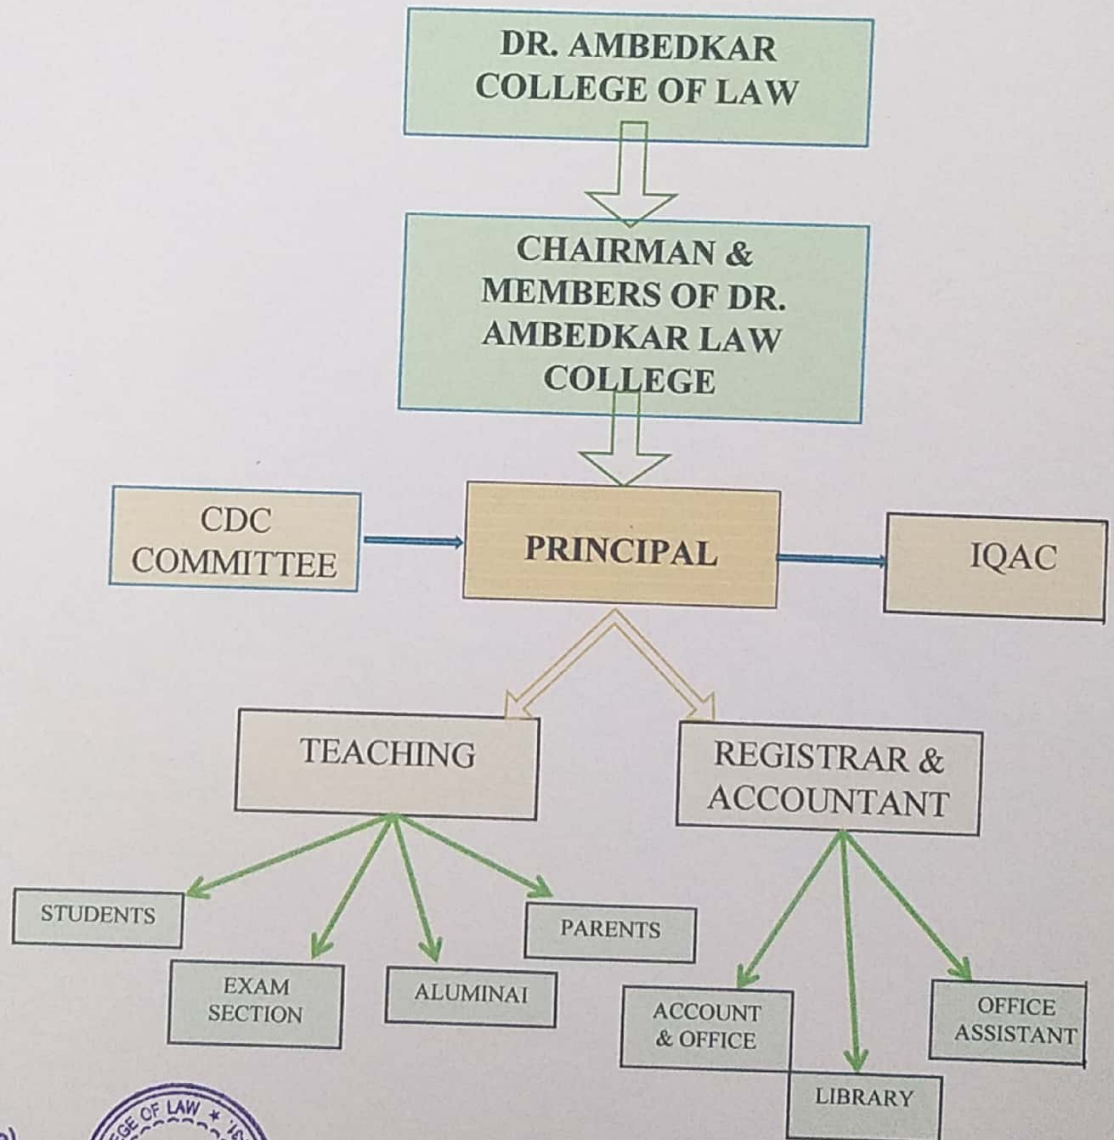 DR. AMBEDKAR
COLLEGE OF LAW
CHAIRMAN &
MEMBERS OF DR.
AMBEDKAR LAW
COLLEGE
CDC
COMMITTEE
PRINCIPAL
IQAC
TEACHING
REGISTRAR &
ACCOUNTANT
STUDENTS
PARENTS
EXAM
SECTION
ALUMINAI
ACCOUNT
& OFFICE
OFFICE
ASSISTANT
LIBRARY
OF LAW